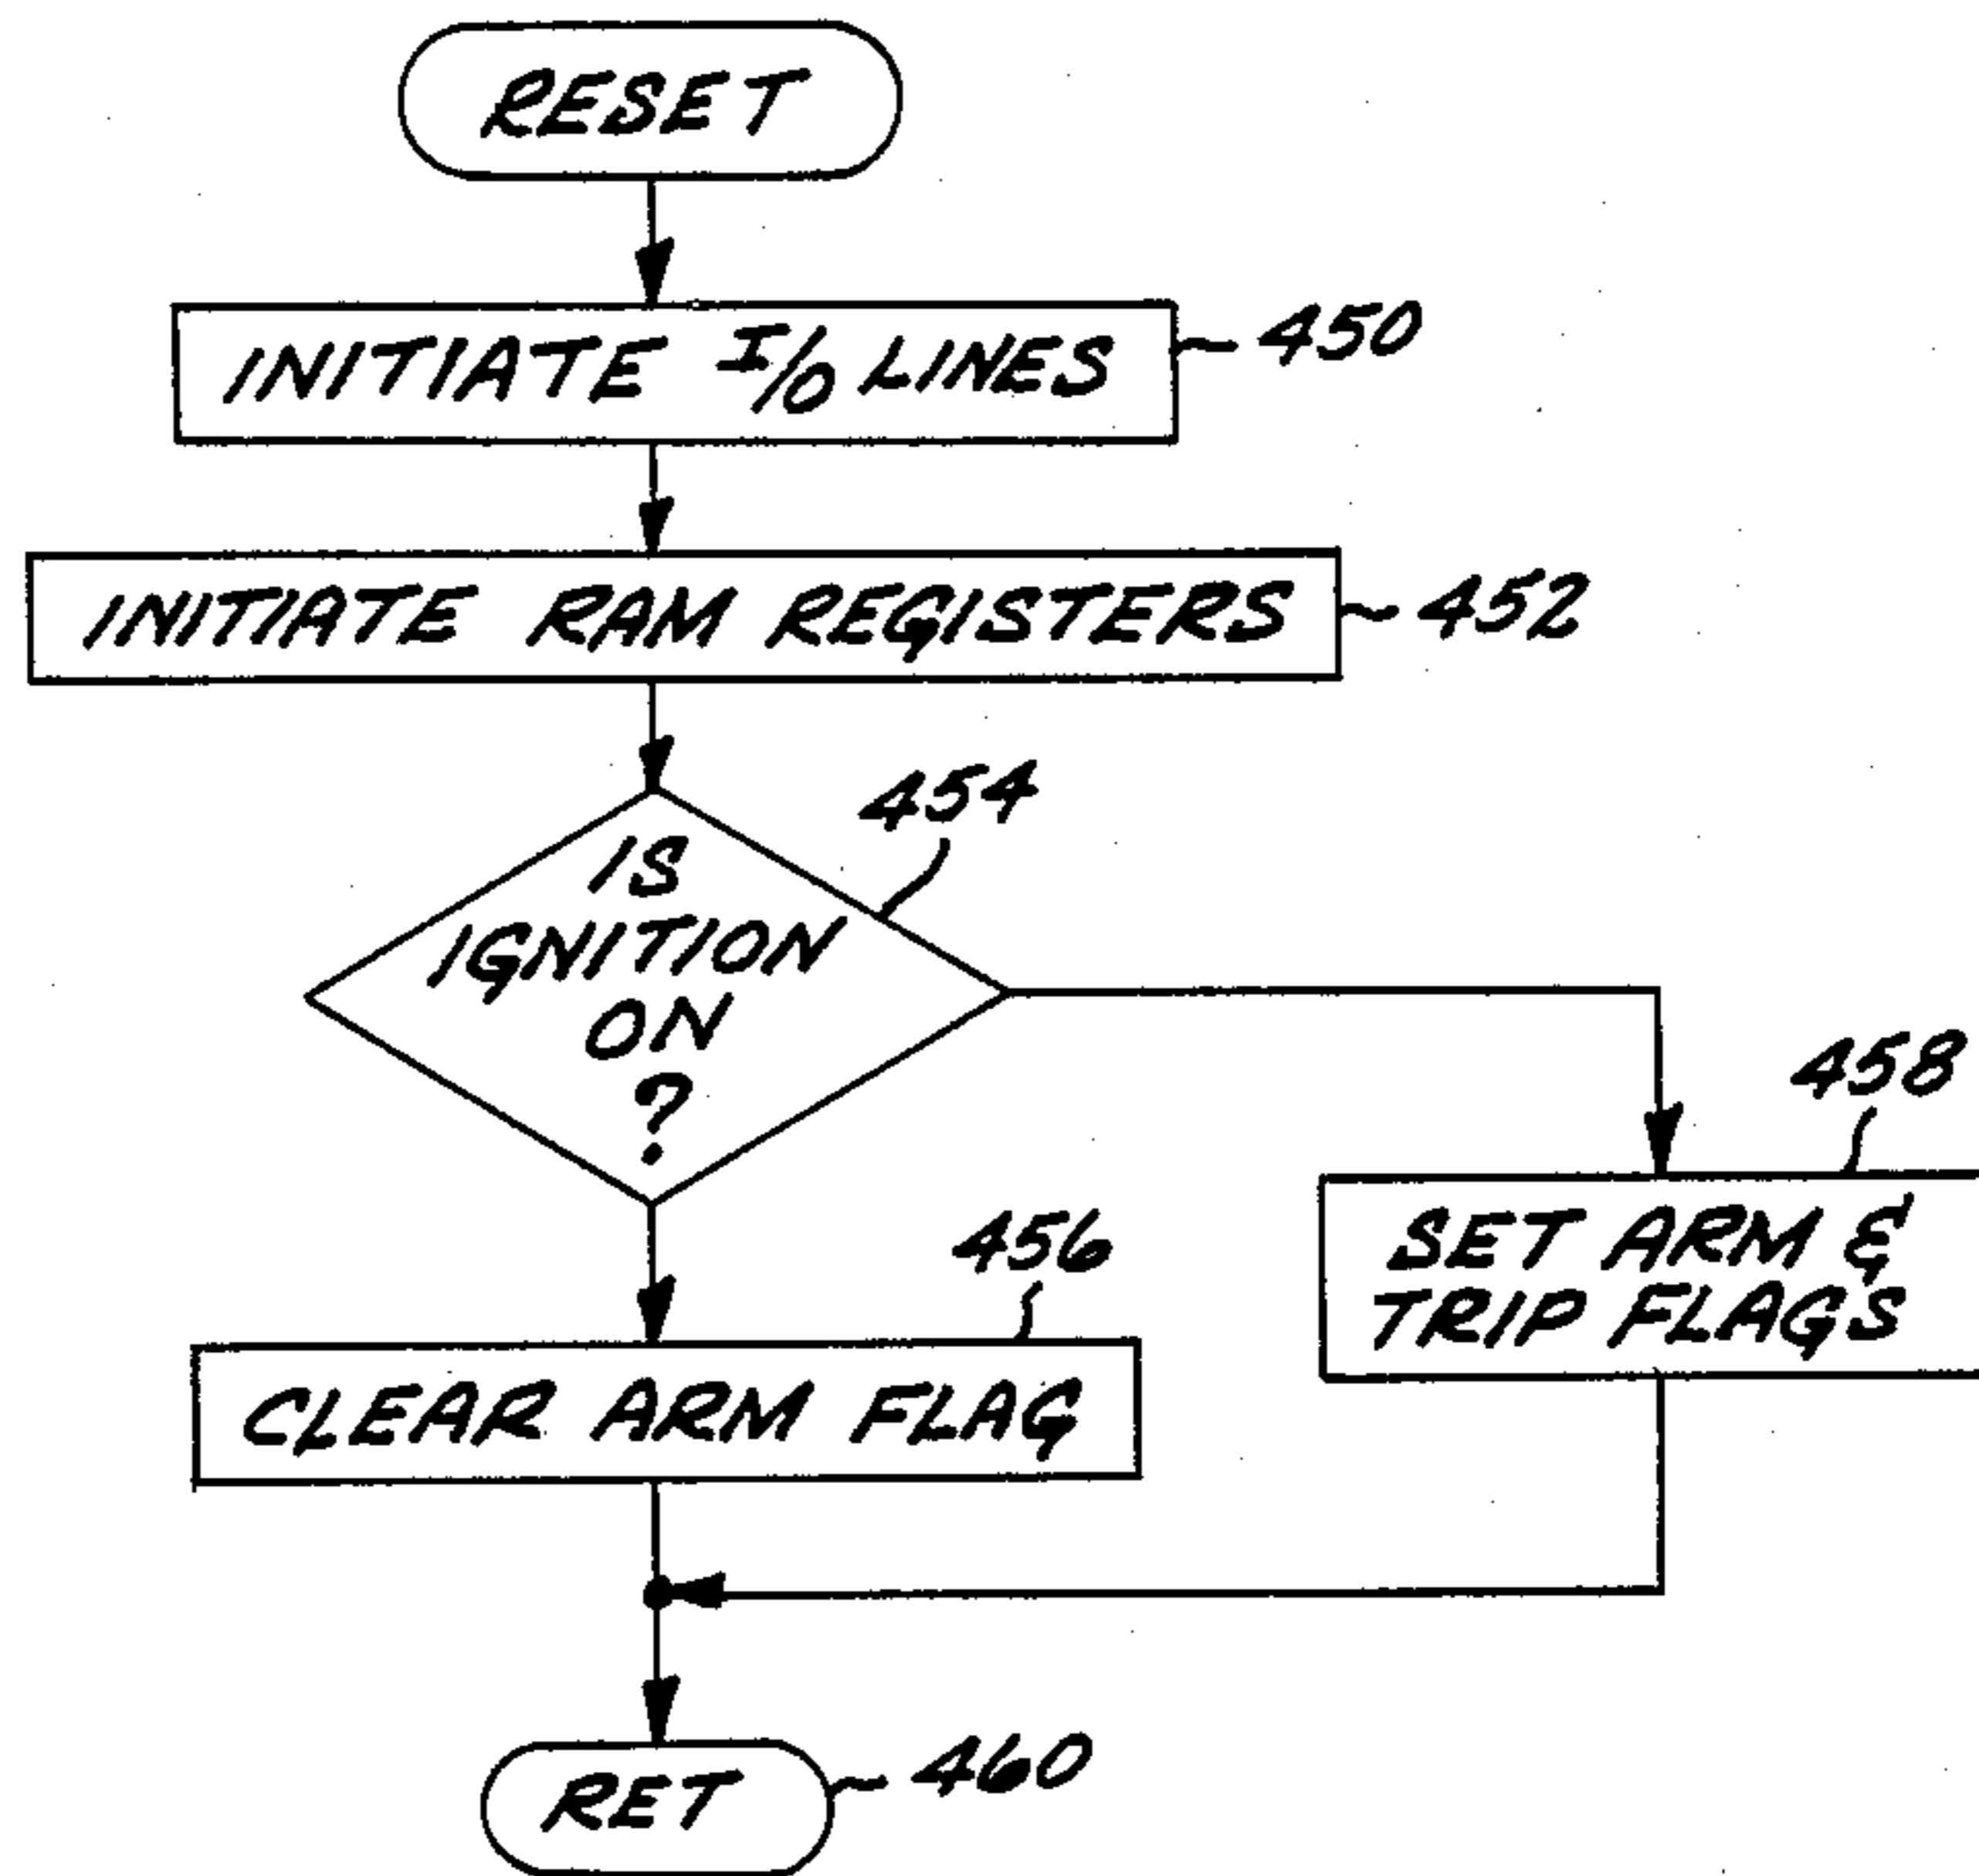 RESET
INITIATE I/O LINES
450
INITIATE RAM REGISTERS
452
454
IS
IGNITION
ON
?
458
SET ARM &
TRIP FLAGS
456
CLEAR ARM FLAG
RET
460